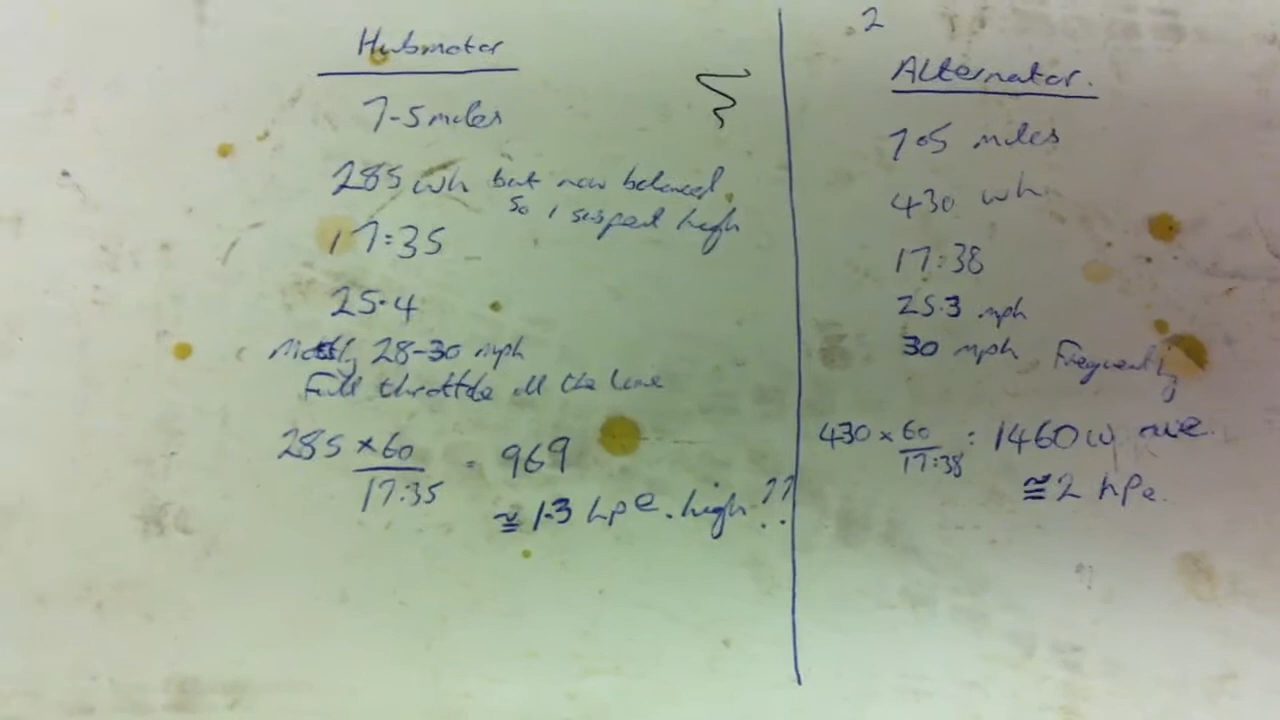 Hubmotor
7.5 miles
285 wh but now balanced
So I suspect high
17:35
25.4
Mostly 28-30 mph
Full throttle all the time
285 x 60
17:35
= 969
≅ 1.3 hpe. high ??
2
Alternator.
7.5 miles
430 wh
17:38
25.3 mph
30 mph Frequently
430 x 60
17:38
: 1460 w ave.
≅ 2 hpe.